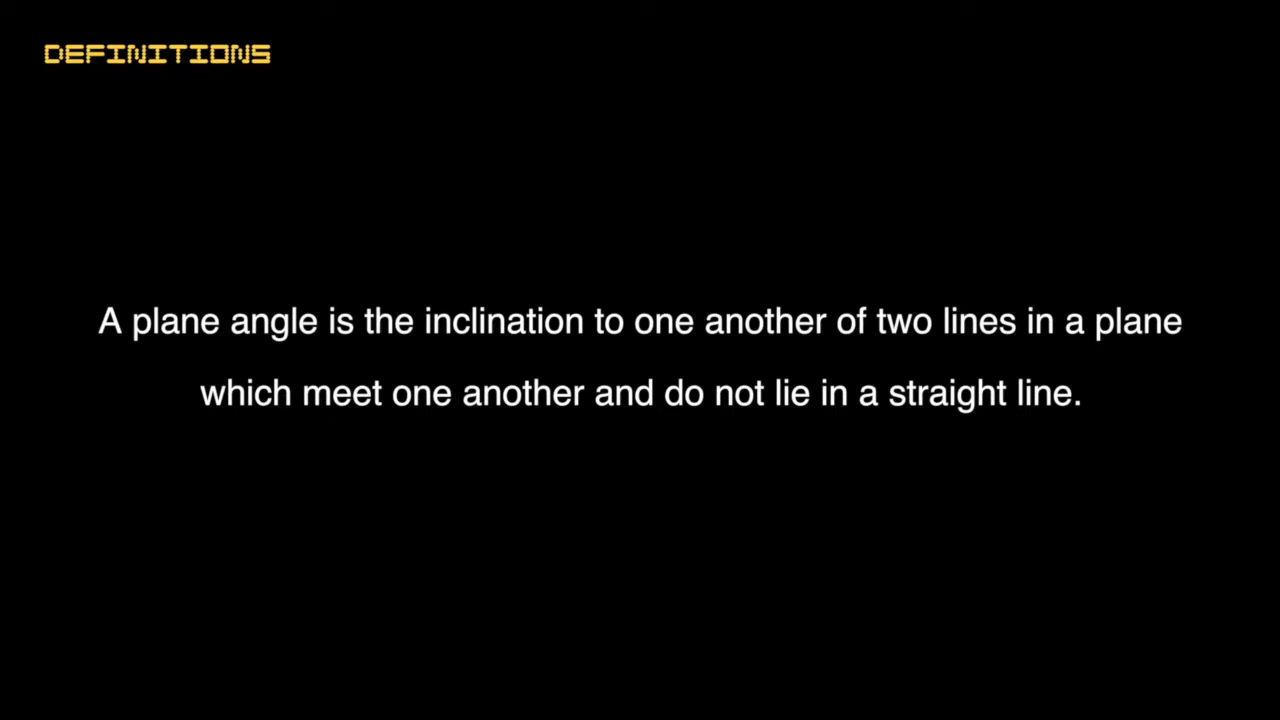 DEFINITIONS
A plane angle is the inclination to one another of two lines in a plane
which meet one another and do not lie in a straight line.